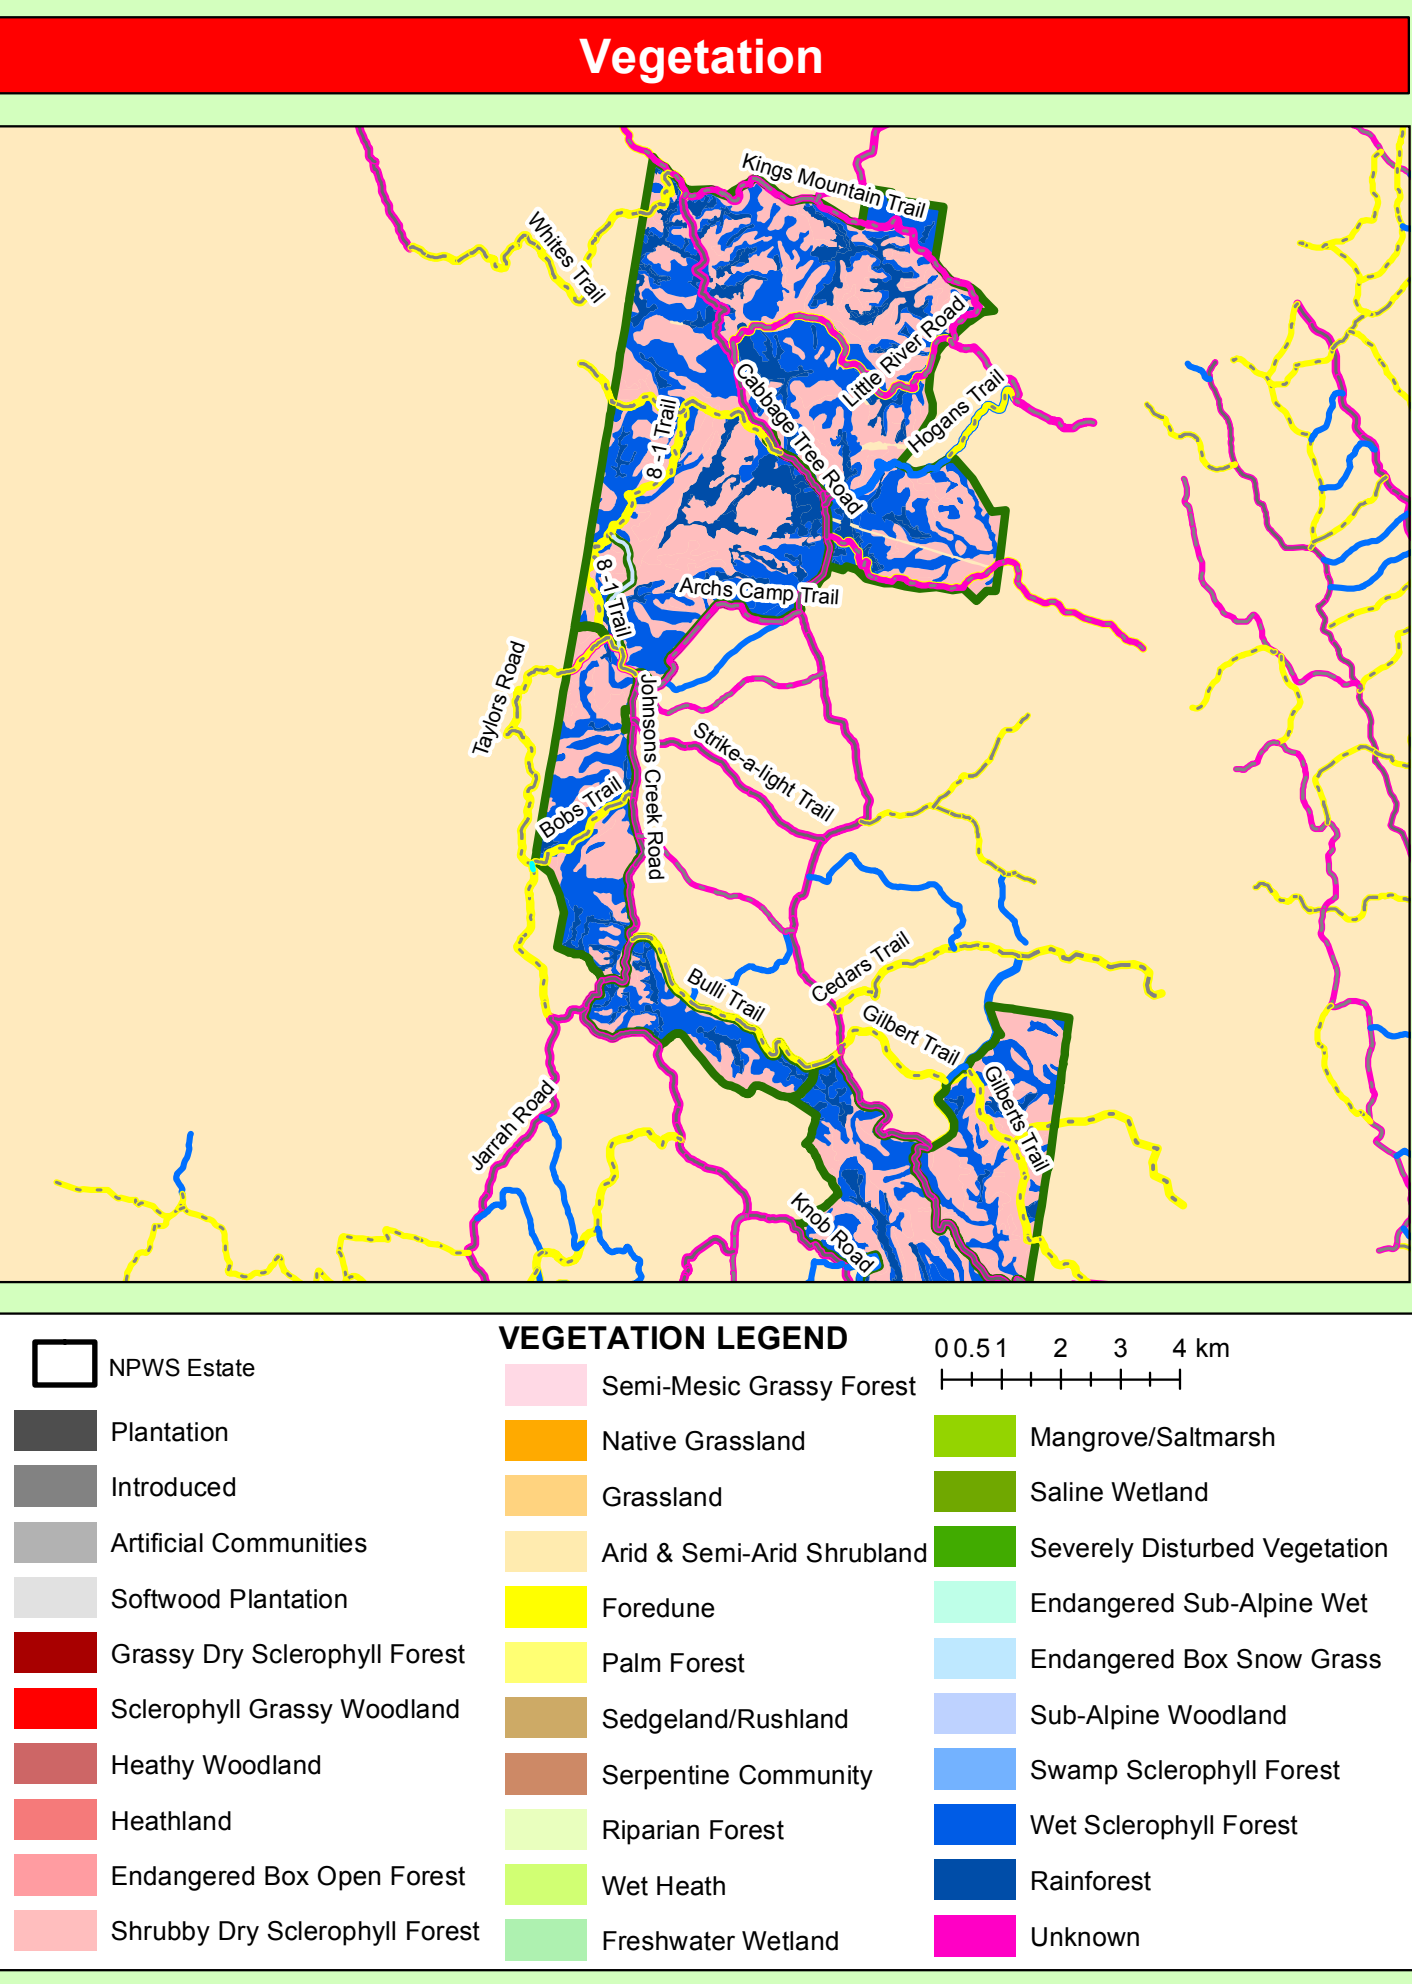 Vegetation
Kings Mountain Trail
Whites Trail
Little River Road
Cabbage Tree Road
Hogans Trail
8 -1 Trail
8 -1 Trail
Archs Camp Trail
Taylors Road
Johnsons Creek Road
Strike-a-light Trail
Bobs Trail
Cedars Trail
Bulli Trail
Gilbert Trail
Gilberts Trail
Jarrah Road
Knob Road
VEGETATION LEGEND
0 0.5 1 2 3 4 km
NPWS Estate
Plantation
Introduced
Artificial Communities
Softwood Plantation
Grassy Dry Sclerophyll Forest
Sclerophyll Grassy Woodland
Heathy Woodland
Heathland
Endangered Box Open Forest
Shrubby Dry Sclerophyll Forest
Semi-Mesic Grassy Forest
Native Grassland
Grassland
Arid & Semi-Arid Shrubland
Foredune
Palm Forest
Sedgeland/Rushland
Serpentine Community
Riparian Forest
Wet Heath
Freshwater Wetland
Mangrove/Saltmarsh
Saline Wetland
Severely Disturbed Vegetation
Endangered Sub-Alpine Wet
Endangered Box Snow Grass
Sub-Alpine Woodland
Swamp Sclerophyll Forest
Wet Sclerophyll Forest
Rainforest
Unknown